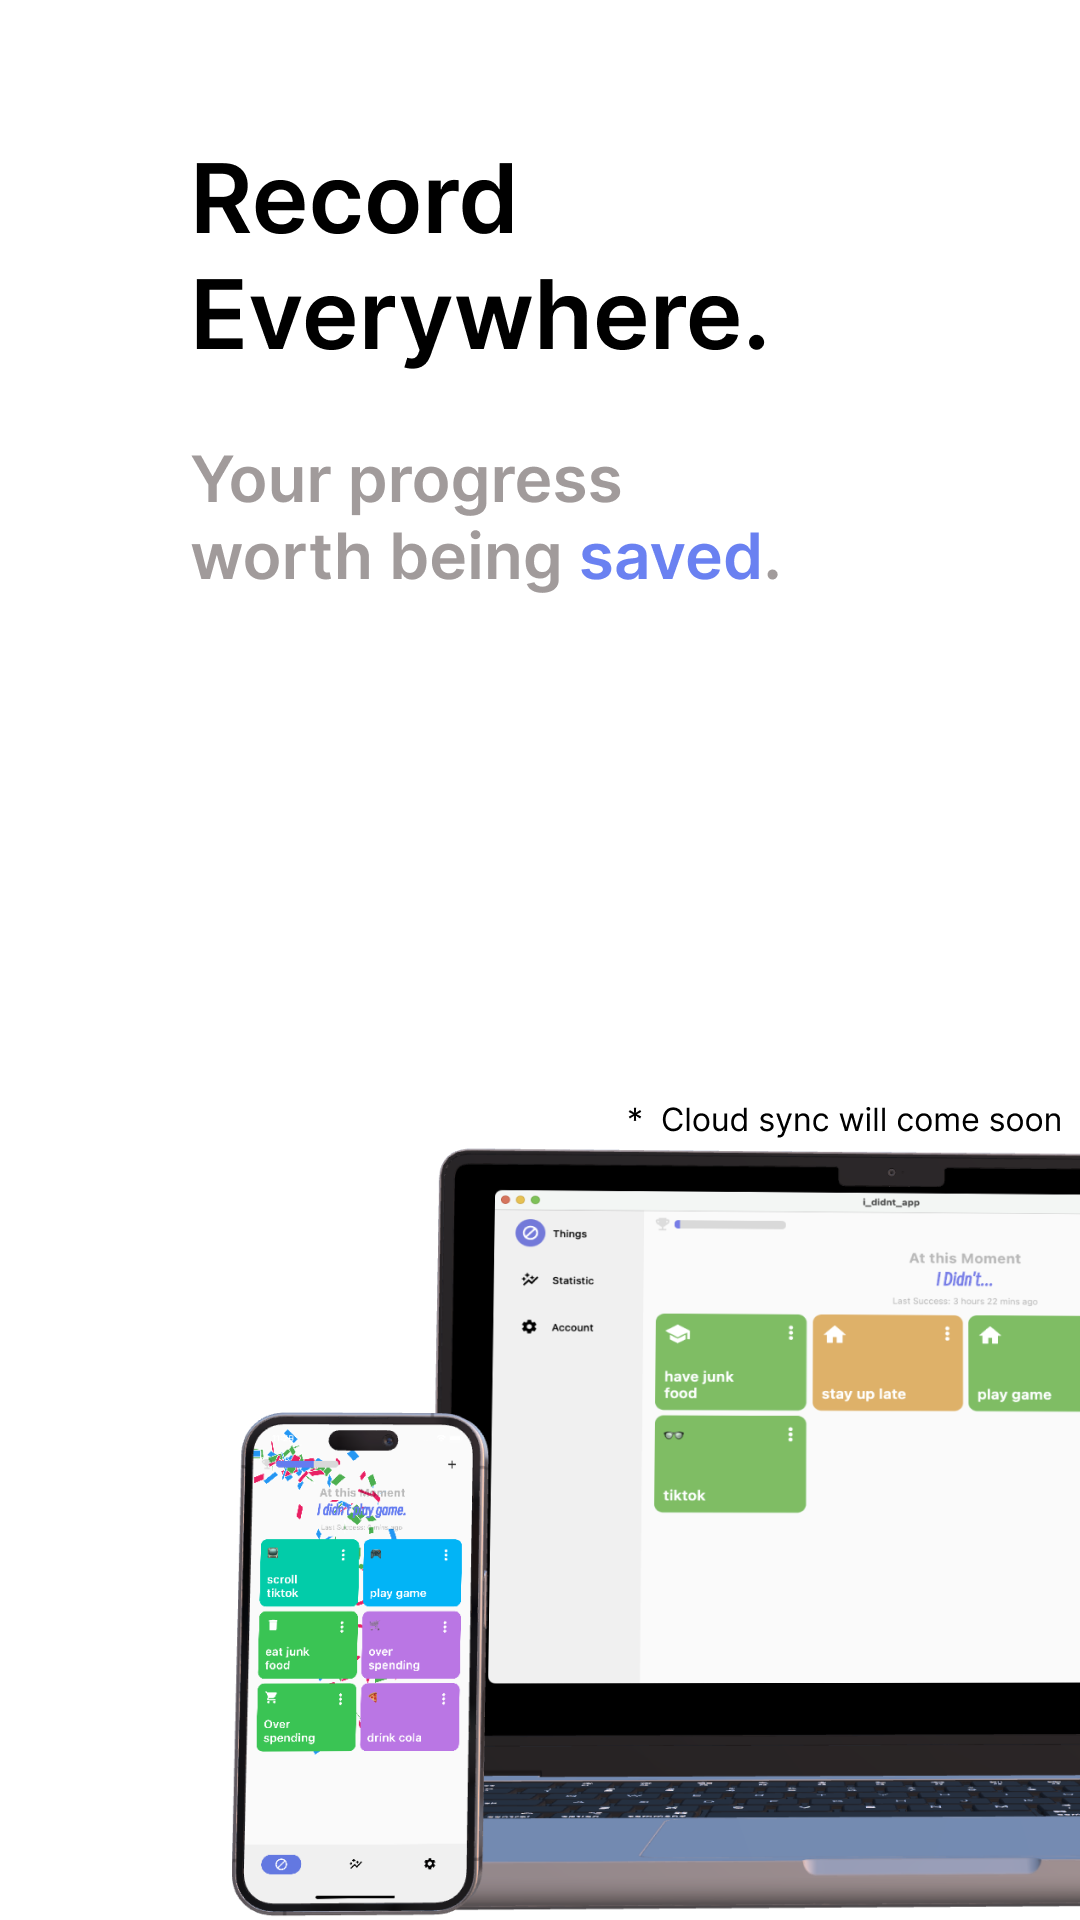 Record
Everywhere.
Your progress
worth being saved.
* Cloud sync will come soon
i_didnt_app
Things
Statistic
Account
At this Moment
I Didn't...
Last Success: 3 hours 22 mins ago
have junk
food
stay up late
play game
tiktok
At this Moment
I didn't play game.
Last Success: mins ago
scroll
tiktok
play game
eat junk
food
over
spending
Over
spending
drink cola